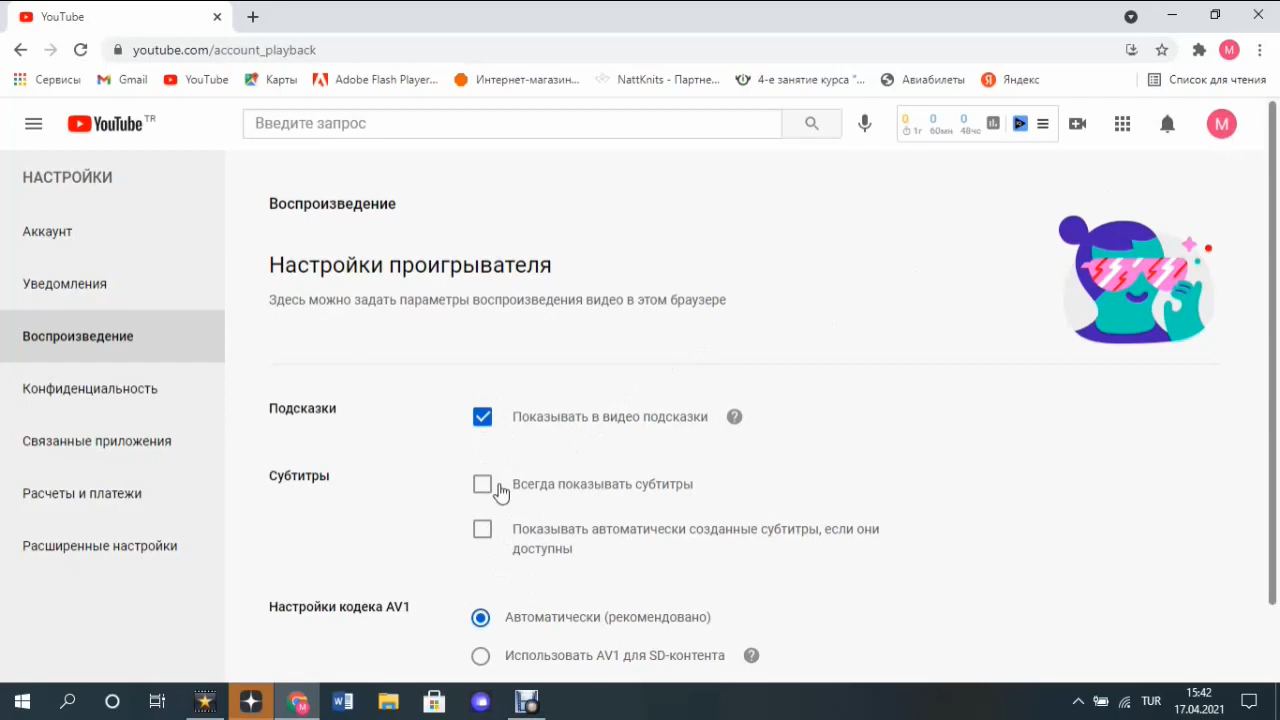 YouTube
youtube.com/account_playback
M
Сервисы
Gmail
YouTube
Карты
Adobe Flash Player...
Интернет-магазин...
NattKnits - Партне...
4-е занятие курса "...
Авиабилеты
Яндекс
Список для чтения
YouTube TR
Введите запрос
0 0 0
1г 60мн 48чс
M
НАСТРОЙКИ
Аккаунт
Уведомления
Воспроизведение
Конфиденциальность
Связанные приложения
Расчеты и платежи
Расширенные настройки
Воспроизведение
Настройки проигрывателя
Здесь можно задать параметры воспроизведения видео в этом браузере
Подсказки
Показывать в видео подсказки
Субтитры
Всегда показывать субтитры
Показывать автоматически созданные субтитры, если они
доступны
Настройки кодека AV1
Автоматически (рекомендовано)
Использовать AV1 для SD-контента
TUR
15:42
17.04.2021